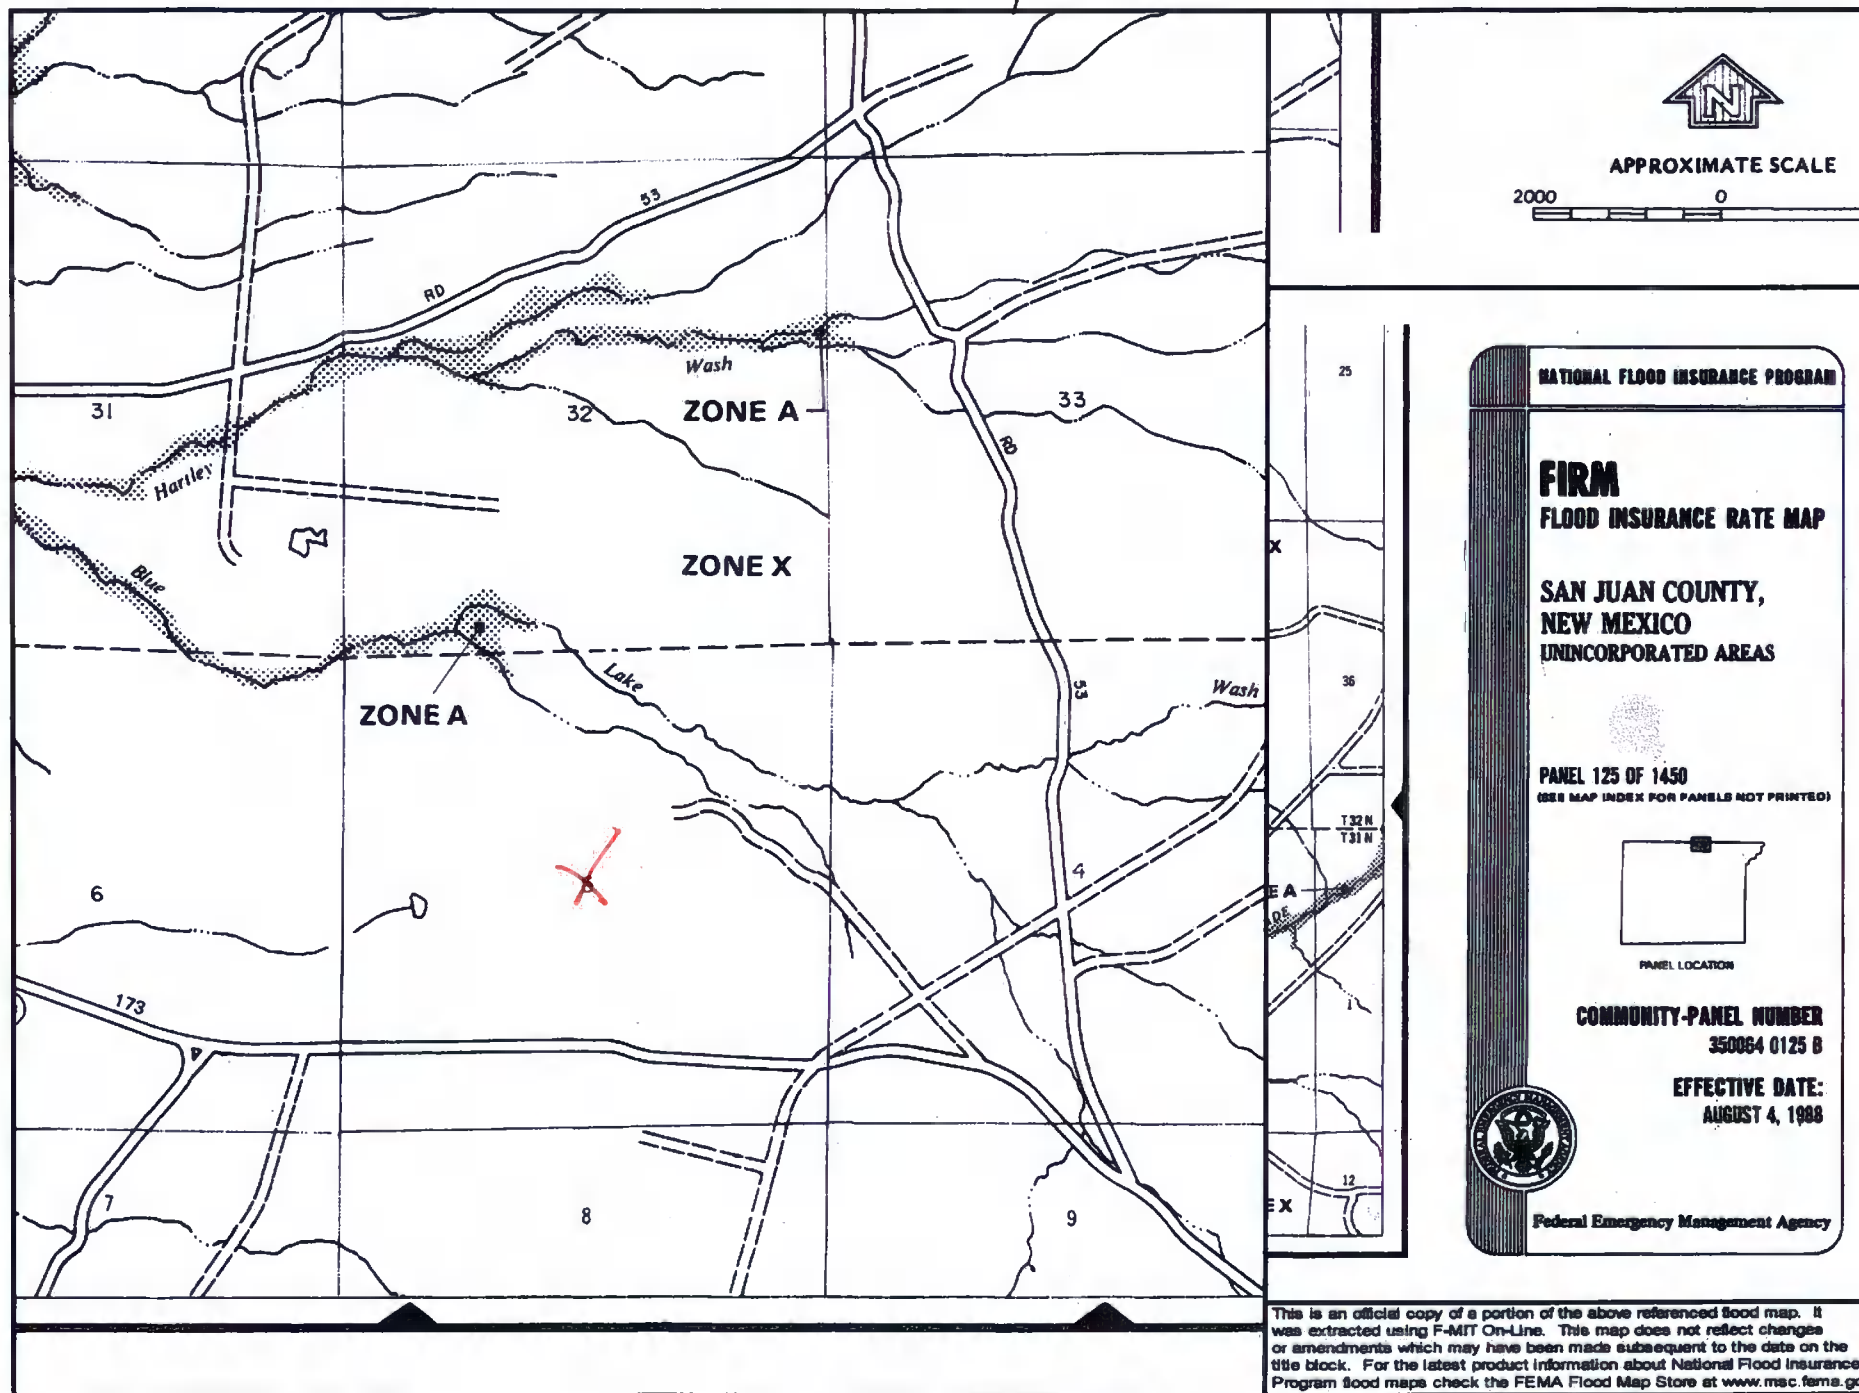 N
APPROXIMATE SCALE
2000 0
53
RD
Wash
31
32
ZONE A
33
RD
25
Hartley
ZONE X
X
Blue
Lake
53
Wash
36
ZONE A
T32N
T31N
6
4
E A
173
1
7
8
9
12
E X
NATIONAL FLOOD INSURANCE PROGRAM
FIRM
FLOOD INSURANCE RATE MAP
SAN JUAN COUNTY,
NEW MEXICO
UNINCORPORATED AREAS
PANEL 125 OF 1450
(SEE MAP INDEX FOR PANELS NOT PRINTED)
PANEL LOCATION
COMMUNITY-PANEL NUMBER
350064 0125 B
EFFECTIVE DATE:
AUGUST 4, 1988
Federal Emergency Management Agency
This is an official copy of a portion of the above referenced flood map. It
was extracted using F-MIT On-Line. This map does not reflect changes
or amendments which may have been made subsequent to the date on the
title block. For the latest product information about National Flood Insurance
Program flood maps check the FEMA Flood Map Store at www.msc.fema.go